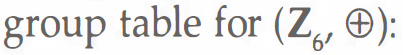 group table for (Z₆, ⊕):